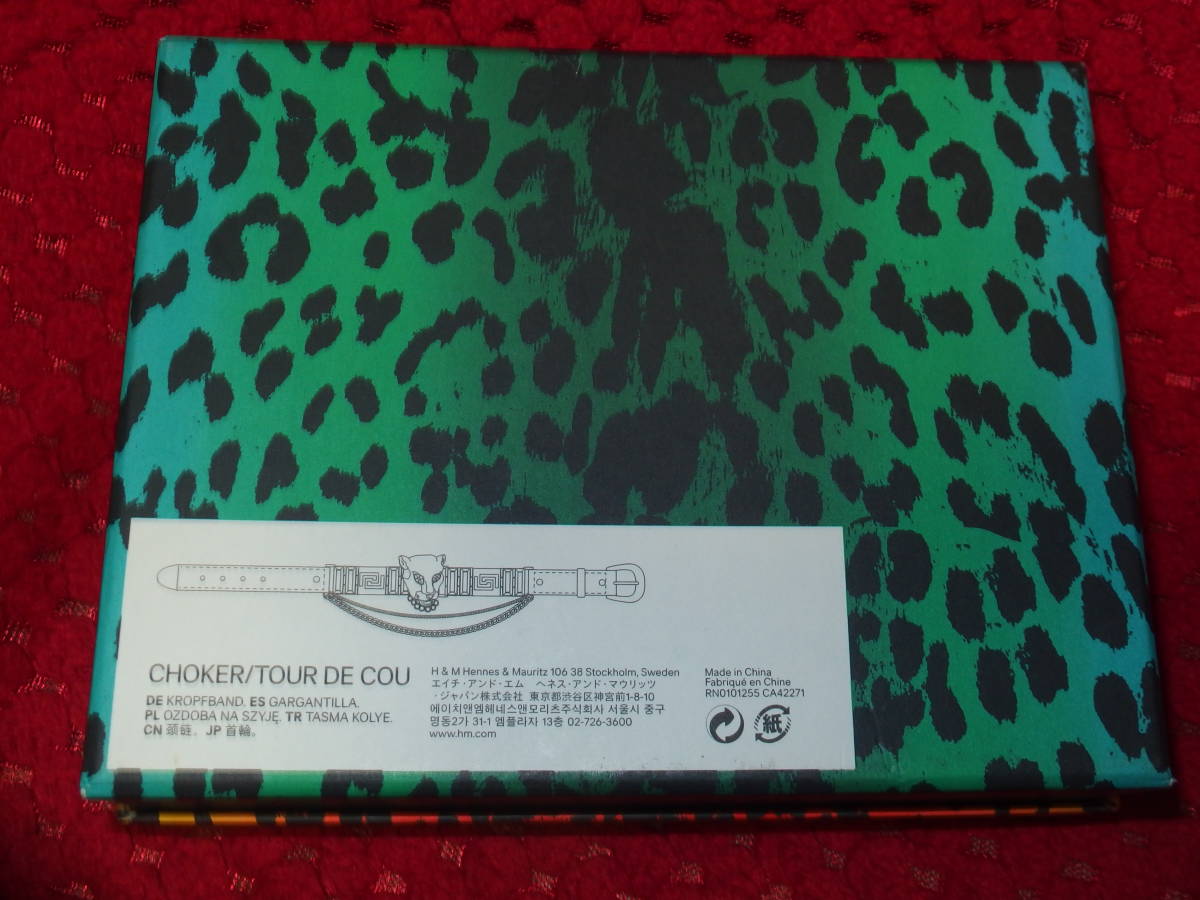 CHOKER/TOUR DE COU
DE KROPFBAND. ES GARGANTILLA.
PL OZDOBA NA SZYJĘ. TR TASMA KOLYE.
CN 颈链。JP 首輪。
H & M Hennes & Mauritz 106 38 Stockholm, Sweden
エイチ・アンド・エム ヘネス・アンド・マウリッツ
・ジャパン株式会社 東京都渋谷区神宮前1-8-10
에이치앤엠헤네스앤모리츠주식회사 서울시 중구
명동2가 31-1 엠플라자 13층 02-726-3600
www.hm.com
Made in China
Fabriqué en Chine
RN0101255 CA42271
紙